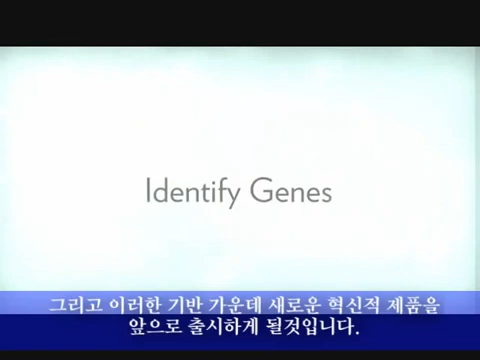 Identify Genes
그리고 이러한 기반 가운데 새로운 혁신적 제품을
앞으로 출시하게 될것입니다.